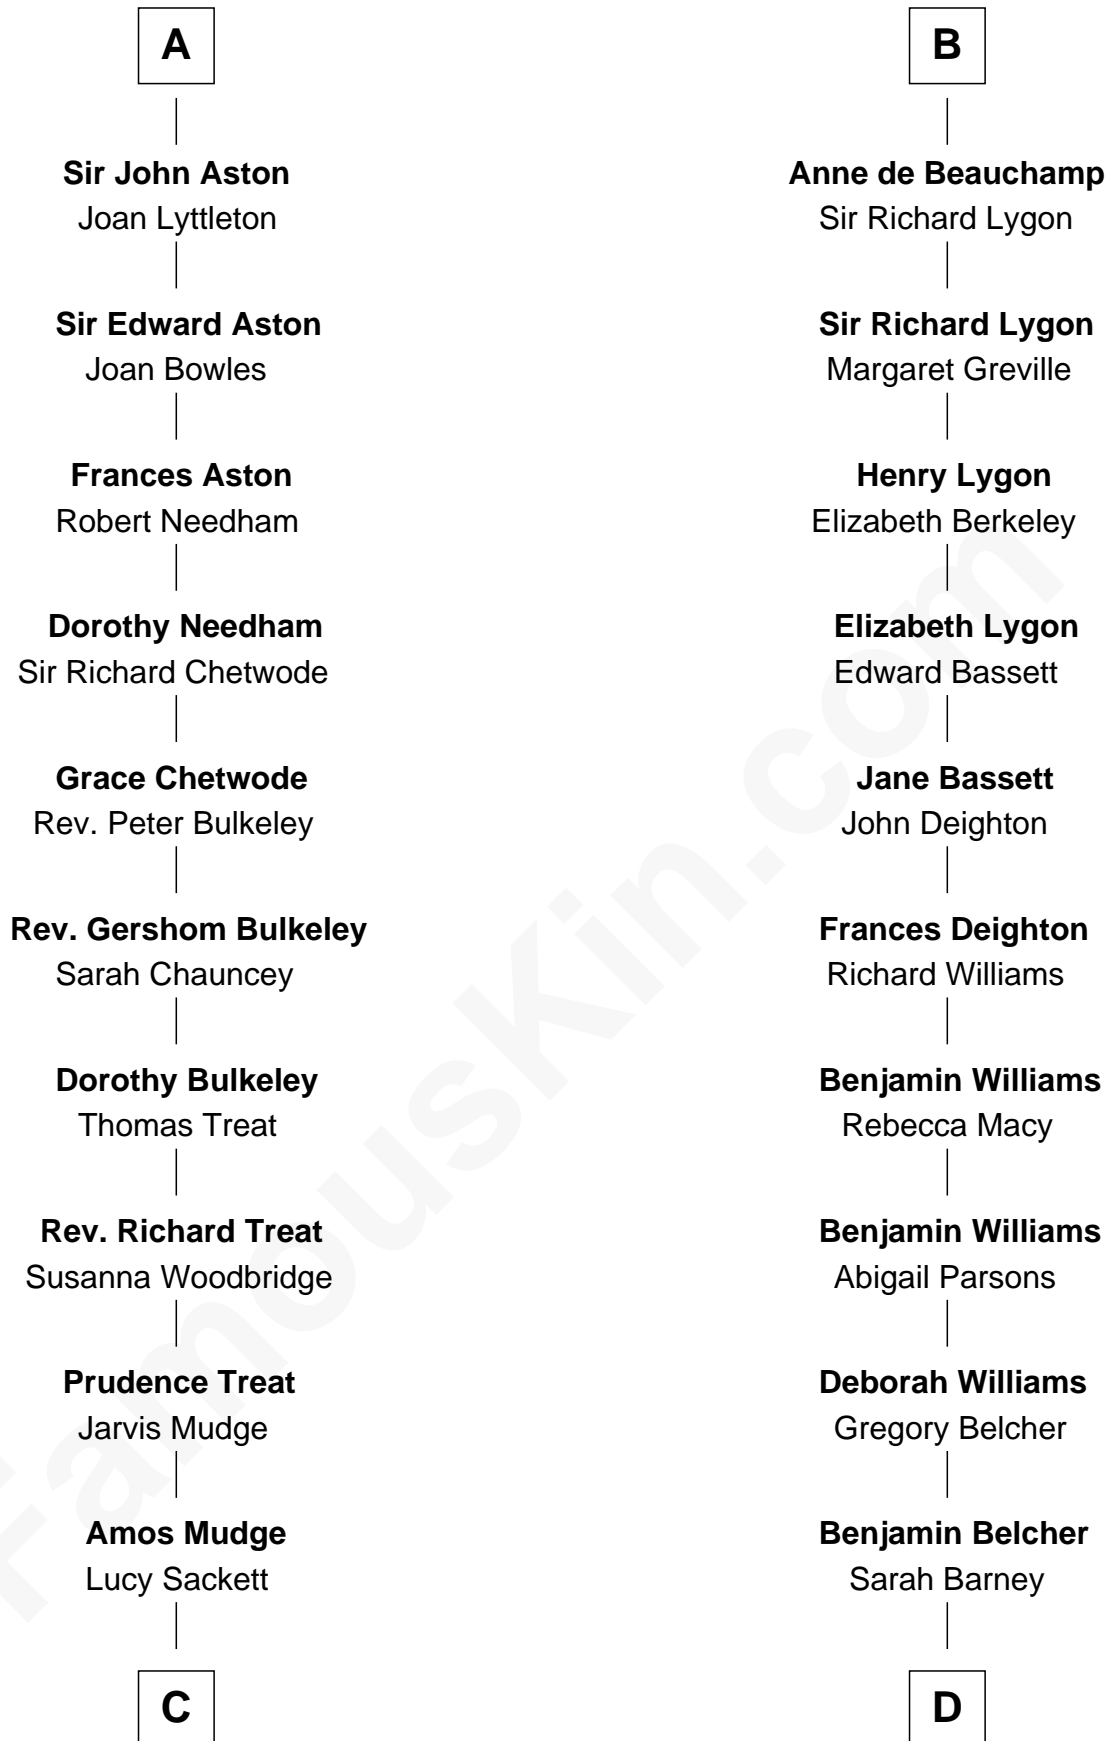 A
Sir John Aston
Joan Lyttleton
Sir Edward Aston
Joan Bowles
Frances Aston
Robert Needham
Dorothy Needham
Sir Richard Chetwode
Grace Chetwode
Rev. Peter Bulkeley
Rev. Gershom Bulkeley
Sarah Chauncey
Dorothy Bulkeley
Thomas Treat
Rev. Richard Treat
Susanna Woodbridge
Prudence Treat
Jarvis Mudge
Amos Mudge
Lucy Sackett
C
B
Anne de Beauchamp
Sir Richard Lygon
Sir Richard Lygon
Margaret Greville
Henry Lygon
Elizabeth Berkeley
Elizabeth Lygon
Edward Bassett
Jane Bassett
John Deighton
Frances Deighton
Richard Williams
Benjamin Williams
Rebecca Macy
Benjamin Williams
Abigail Parsons
Deborah Williams
Gregory Belcher
Benjamin Belcher
Sarah Barney
D
FamousKin.com